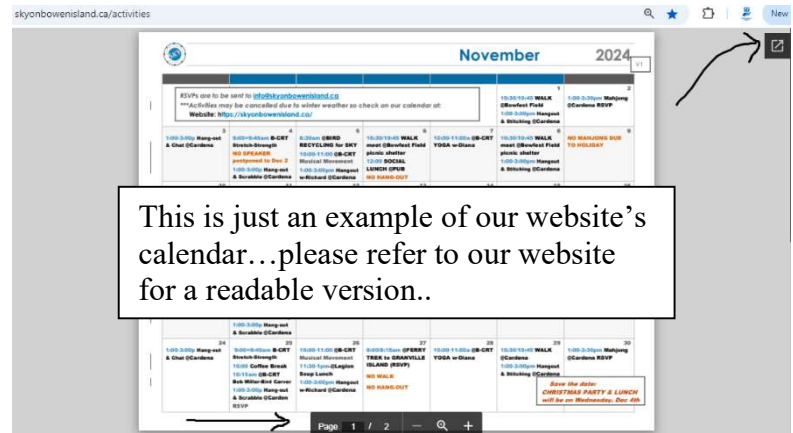 skyonbowenisland.ca/activities
New
November 2024
V1
RSVPs are to be sent to info@skyonbowenisland.ca
***Activities may be cancelled due to winter weather so check on our calendar at:
Website: https://skyonbowenisland.ca/
1
10:30/10:45 WALK
@Bowfest Field
1:00-3:00pm Hangout
& Stitching @Cardena
2
1:00-3:30pm Mahjong
@Cardena RSVP
3
1:00-3:00p Hang-out
& Chat @Cardena
4
9:00-9:45am B-CRT
Stretch-Strength
NO SPEAKER
postponed to Dec 2
1:00-3:00p Hang-out
& Scrabble @Cardena
5
8:30am @BIRD
RECYCLING for SKY
10:00-11:00 @B-CRT
Musical Movement
1:00-3:00pm Hangout
w-Richard @Cardena
6
10:30/10:45 WALK
meet @Bowfest Field
picnic shelter
12:00 SOCIAL
LUNCH @PUB
NO HANG-OUT
7
10:00-11:00a @B-CRT
YOGA w-Diana
8
10:30/10:45 WALK
meet @Bowfest Field
picnic shelter
1:00-3:00pm Hangout
& Stitching @Cardena
9
NO MAHJONG DUE
TO HOLIDAY
This is just an example of our website's
calendar…please refer to our website
for a readable version..
1:00-3:00p Hang-out
& Scrabble @Cardena
24
1:00-3:00p Hang-out
& Chat @Cardena
25
9:00-9:45am B-CRT
Stretch-Strength
10:00 Coffee Break
10:15am @B-CRT
Bob Miller-Bird Carver
1:00-3:00p Hang-out
& Scrabble @Carden
RSVP
26
10:00-11:00 @B-CRT
Musical Movement
11:30-1pm-@Legion
Soup Lunch
1:00-3:00pm Hangout
w-Richard @Cardena
TREK to GRANVILLE
ISLAND (RSVP)
NO WALK
NO HANG-OUT
28
10:00-11:00a @B-CRT
YOGA w-Diana
29
10:30/10:45 WALK
@Cardena
1:00-3:00pm Hangout
& Stitching @Cardena
30
1:00-3:30pm Mahjong
@Cardena RSVP
Save the date:
CHRISTMAS PARTY & LUNCH
will be on Wednesday, Dec 4th
Page 1 / 2 — +